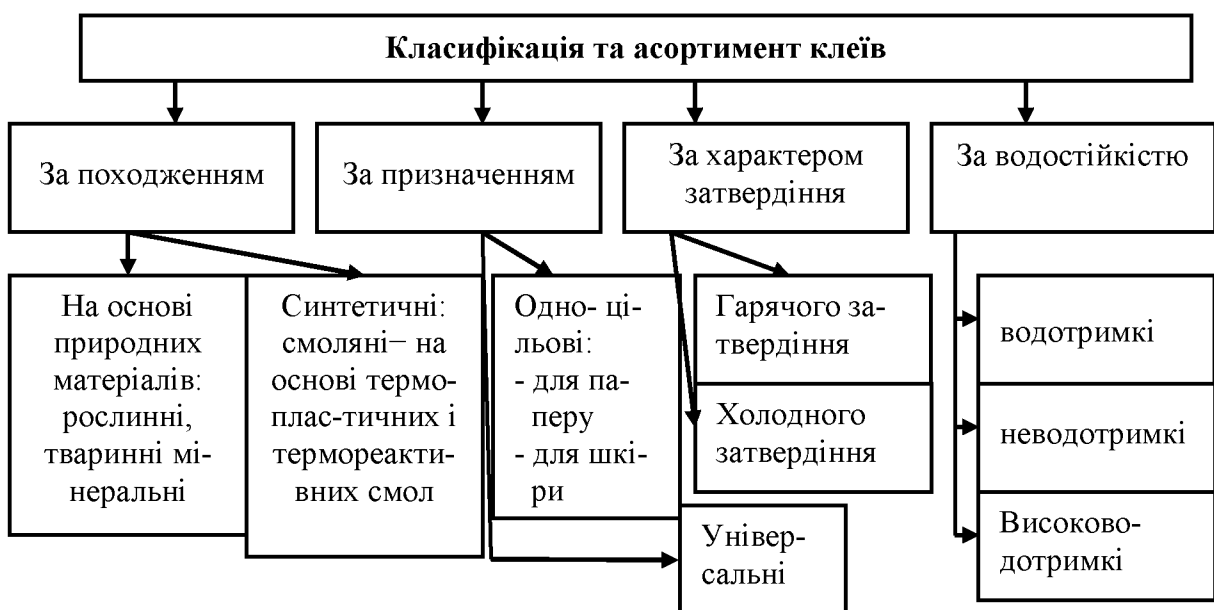 Класифікація та асортимент клеїв
За походженням
За призначенням
За характером
затвердіння
За водостійкістю
На основі
природних
матеріалів:
рослинні,
тваринні мі-
неральні
Синтетичні:
смоляні– на
основі термо-
плас-тичних і
термореакти-
вних смол
Одно- ці-
льові:
- для па-
перу
- для шкі-
ри
Універ-
сальні
Гарячого за-
твердіння
Холодного
затвердіння
водотримкі
неводотримкі
Високово-
дотримкі